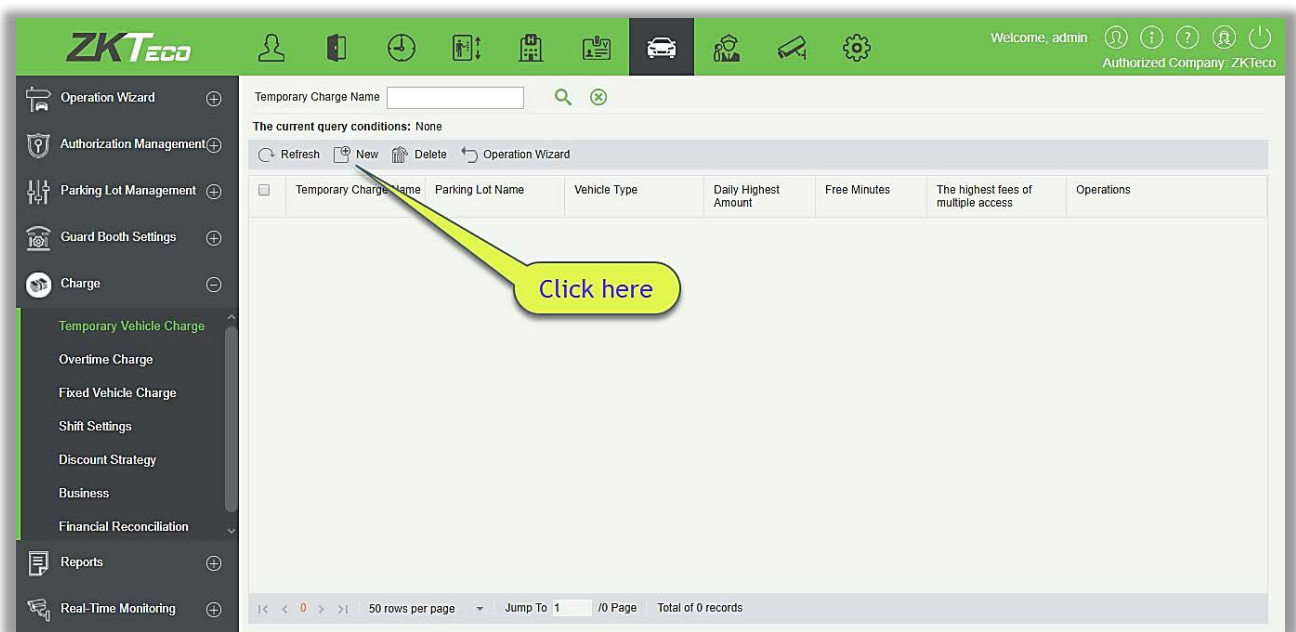 ZKTECO
Welcome, admin
Authorized Company: ZKTeco
Operation Wizard
Authorization Management
Parking Lot Management
Guard Booth Settings
Charge
Temporary Vehicle Charge
Overtime Charge
Fixed Vehicle Charge
Shift Settings
Discount Strategy
Business
Financial Reconciliation
Reports
Real-Time Monitoring
Temporary Charge Name
The current query conditions: None
Refresh New Delete Operation Wizard
Temporary Charge Name Parking Lot Name Vehicle Type Daily Highest Amount Free Minutes The highest fees of multiple access Operations
Click here
0 50 rows per page Jump To 1 /0 Page Total of 0 records